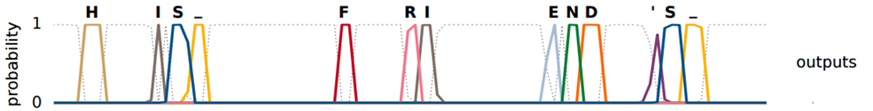 H I S _ F R I E N D ' S _
probability 1 0 outputs